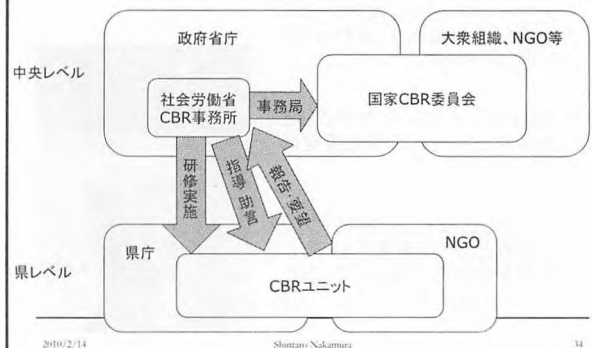 政府省庁
大衆組織、NGO等
中央レベル
社会労働省
CBR事務所
事務局
国家CBR委員会
研修実施
指導 助言
報告・要望
県庁
NGO
県レベル
CBRユニット
2010/2/14
Shintaro Nakamura
34